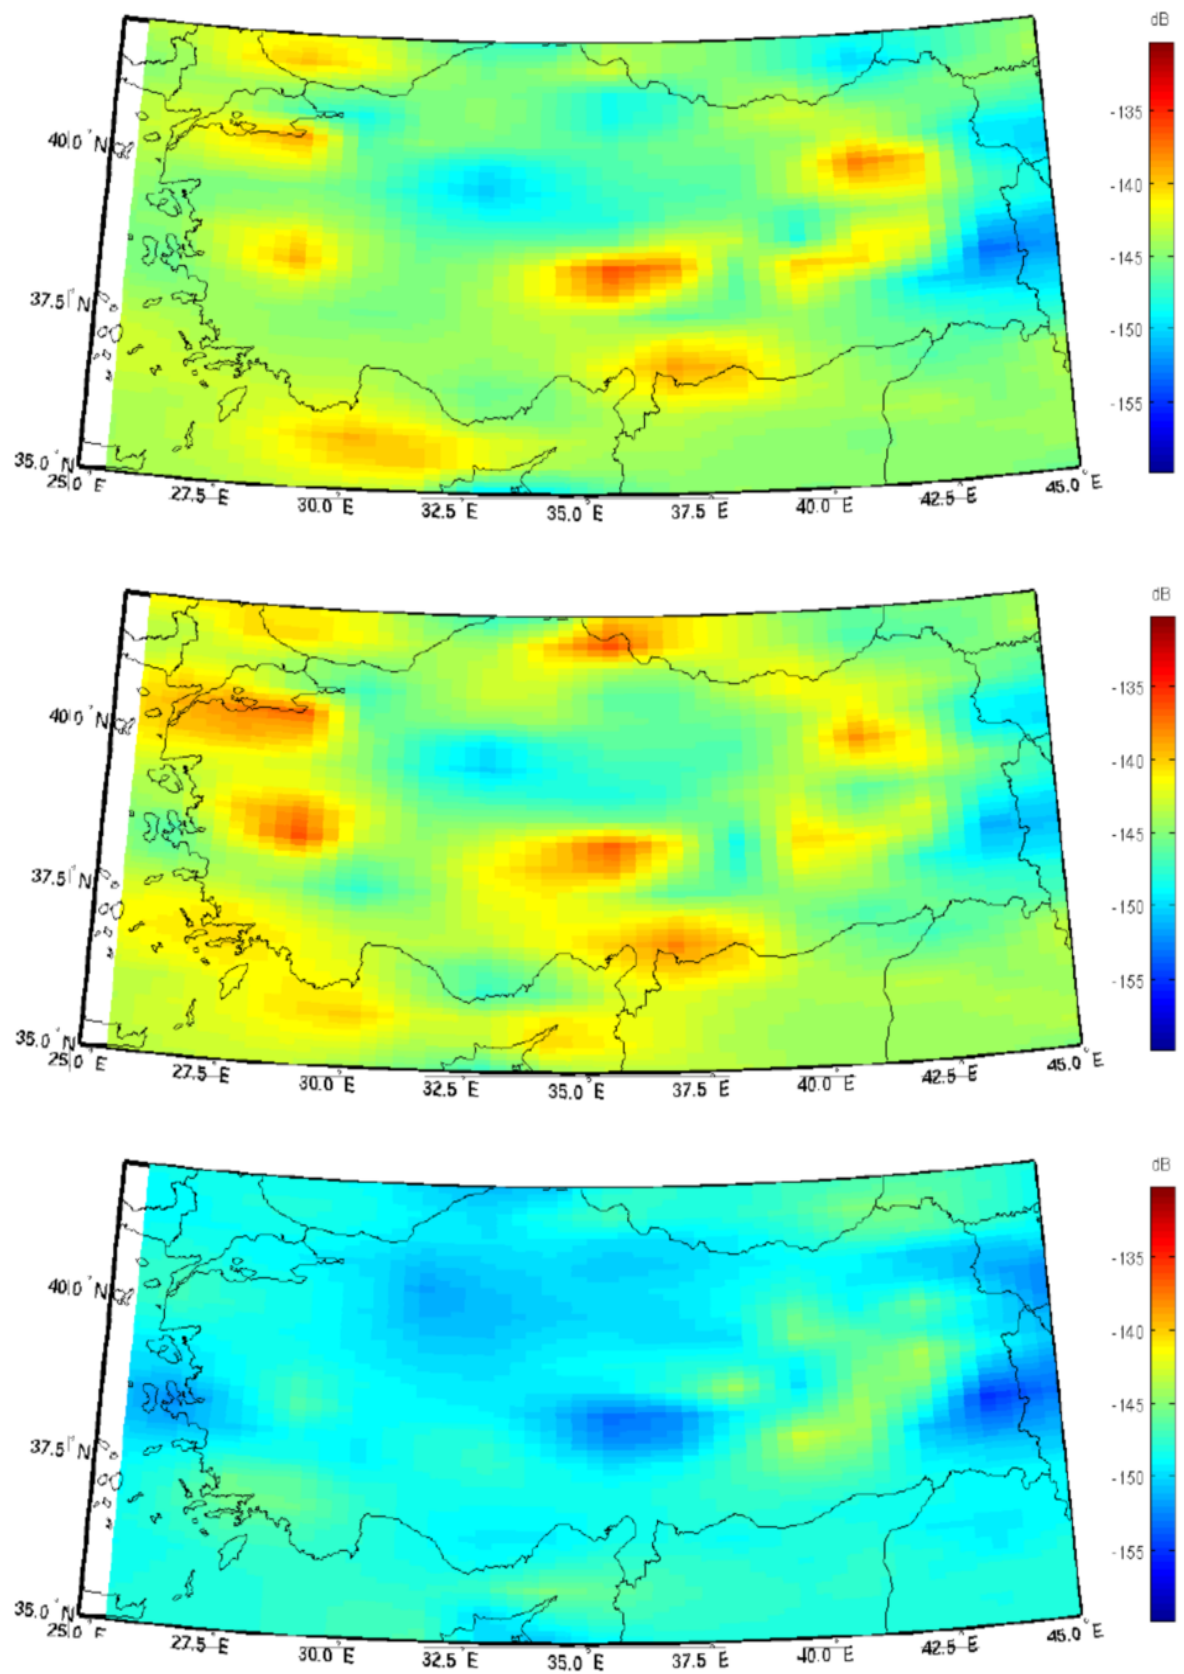 dB
-135
-140
-145
-150
-155
40.0° N
37.5° N
35.0° N
25.0° E
27.5° E
30.0° E
32.5° E
35.0° E
37.5° E
40.0° E
42.5° E
45.0° E
dB
-135
-140
-145
-150
-155
40.0° N
37.5° N
35.0° N
25.0° E
27.5° E
30.0° E
32.5° E
35.0° E
37.5° E
40.0° E
42.5° E
45.0° E
dB
-135
-140
-145
-150
-155
40.0° N
37.5° N
35.0° N
25.0° E
27.5° E
30.0° E
32.5° E
35.0° E
37.5° E
40.0° E
42.5° E
45.0° E